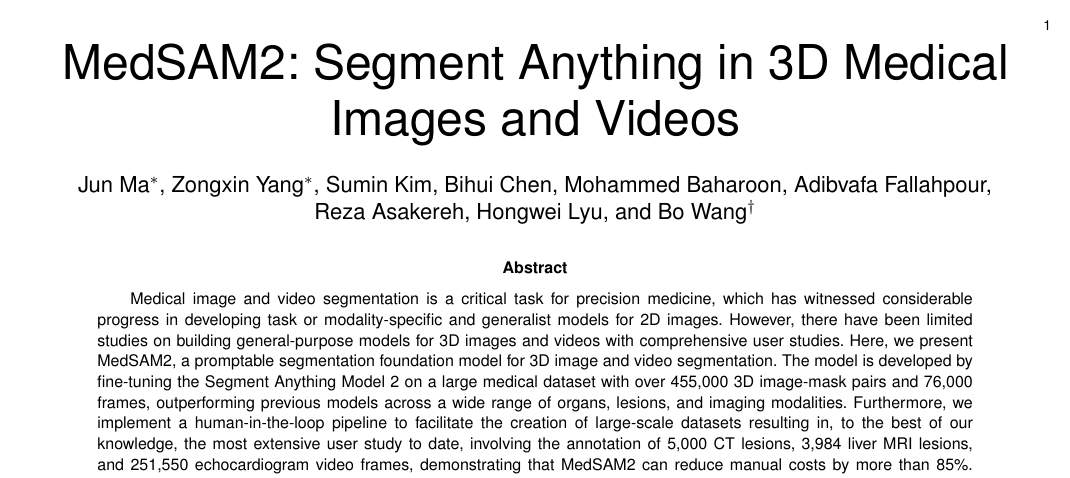 1
MedSAM2: Segment Anything in 3D Medical
Images and Videos
Jun Ma*, Zongxin Yang*, Sumin Kim, Bihui Chen, Mohammed Baharoon, Adibvafa Fallahpour,
Reza Asakereh, Hongwei Lyu, and Bo Wang†
Abstract
Medical image and video segmentation is a critical task for precision medicine, which has witnessed considerable
progress in developing task or modality-specific and generalist models for 2D images. However, there have been limited
studies on building general-purpose models for 3D images and videos with comprehensive user studies. Here, we present
MedSAM2, a promptable segmentation foundation model for 3D image and video segmentation. The model is developed by
fine-tuning the Segment Anything Model 2 on a large medical dataset with over 455,000 3D image-mask pairs and 76,000
frames, outperforming previous models across a wide range of organs, lesions, and imaging modalities. Furthermore, we
implement a human-in-the-loop pipeline to facilitate the creation of large-scale datasets resulting in, to the best of our
knowledge, the most extensive user study to date, involving the annotation of 5,000 CT lesions, 3,984 liver MRI lesions,
and 251,550 echocardiogram video frames, demonstrating that MedSAM2 can reduce manual costs by more than 85%.